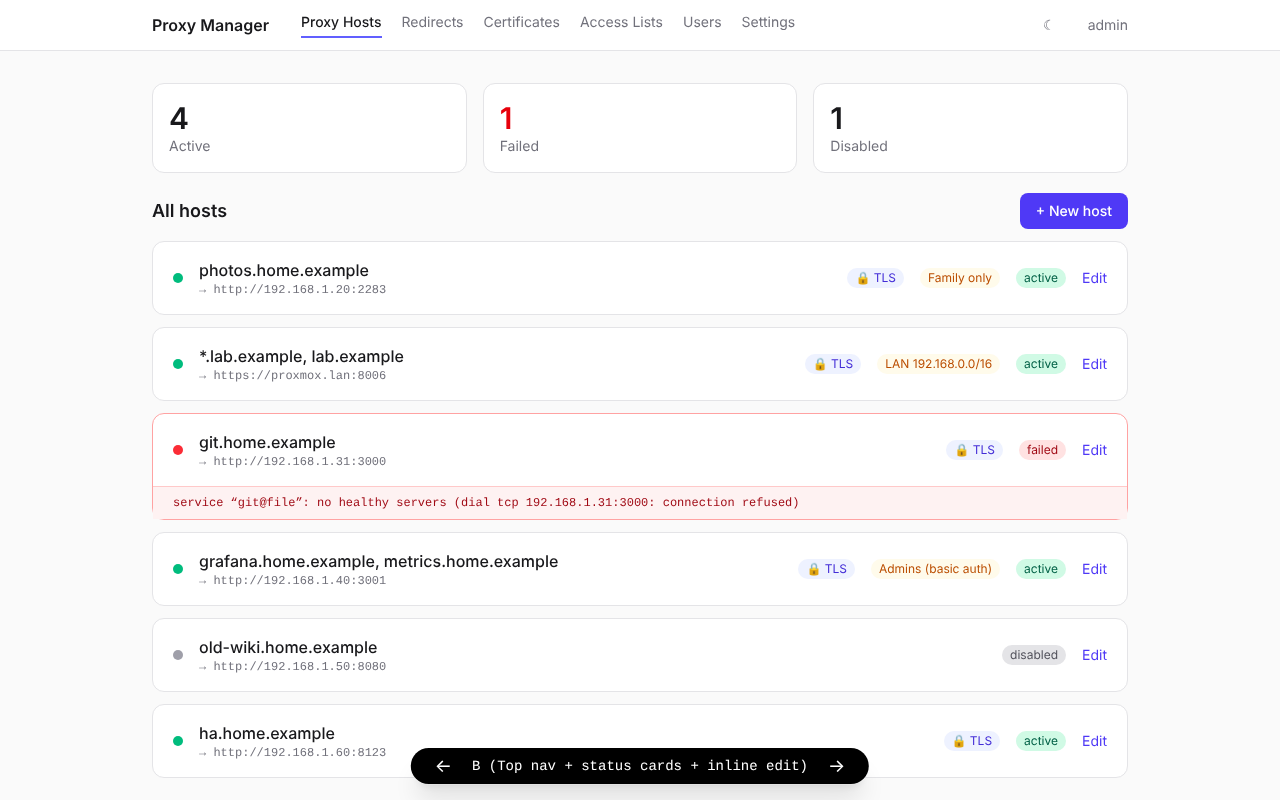 Proxy Manager Proxy Hosts Redirects Certificates Access Lists Users Settings admin
4 1 1
Active Failed Disabled
All hosts + New host
photos.home.example
→ http://192.168.1.20:2283
TLS Family only active Edit
*.lab.example, lab.example
→ https://proxmox.lan:8006
TLS LAN 192.168.0.0/16 active Edit
git.home.example
→ http://192.168.1.31:3000
TLS failed Edit
service “git@file”: no healthy servers (dial tcp 192.168.1.31:3000: connection refused)
grafana.home.example, metrics.home.example
→ http://192.168.1.40:3001
TLS Admins (basic auth) active Edit
old-wiki.home.example
→ http://192.168.1.50:8080
disabled Edit
ha.home.example
→ http://192.168.1.60:8123
TLS active Edit
← B (Top nav + status cards + inline edit) →